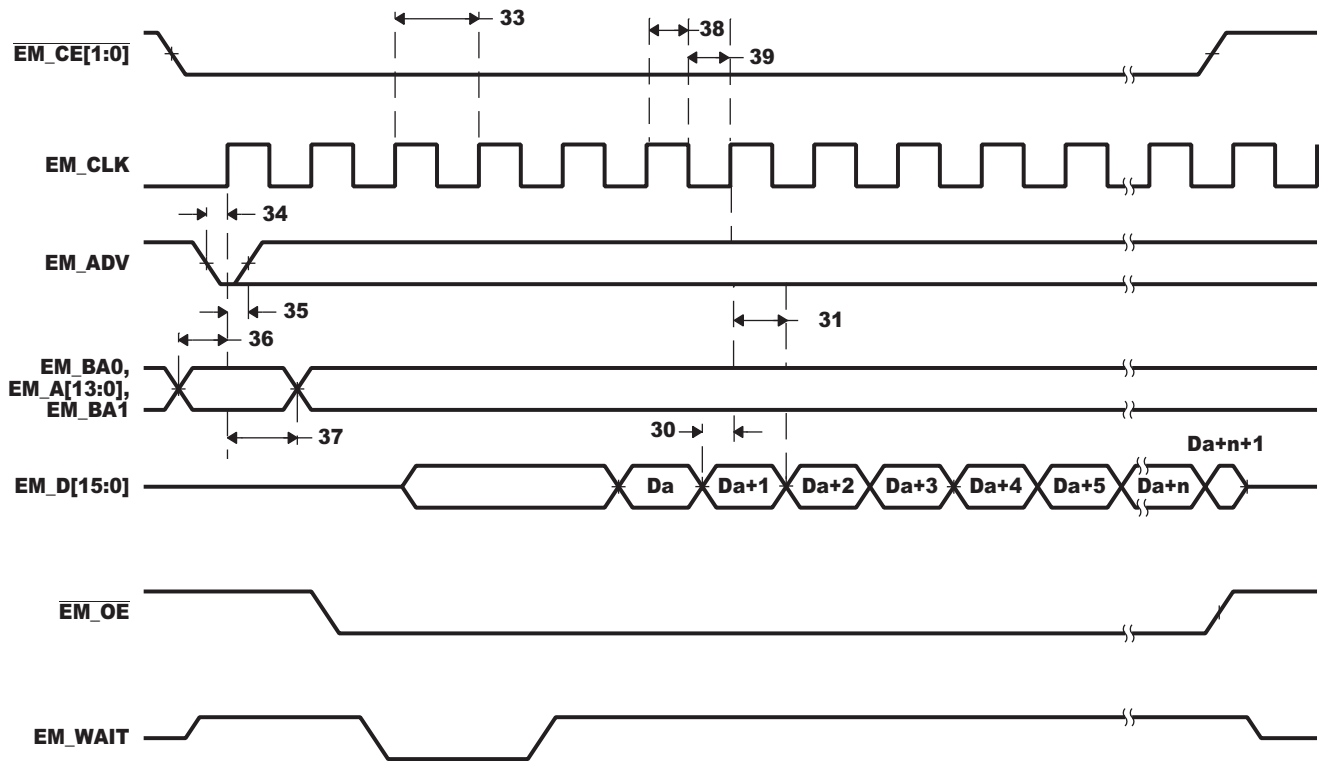 33
38
EM_CE[1:0]
39
EM_CLK
34
EM_ADV
35
31
36
EM_BA0,
EM_A[13:0],
EM_BA1
37
30
Da+n+1
EM_D[15:0]
Da Da+1 Da+2 Da+3 Da+4 Da+5 Da+n
EM_OE
EM_WAIT